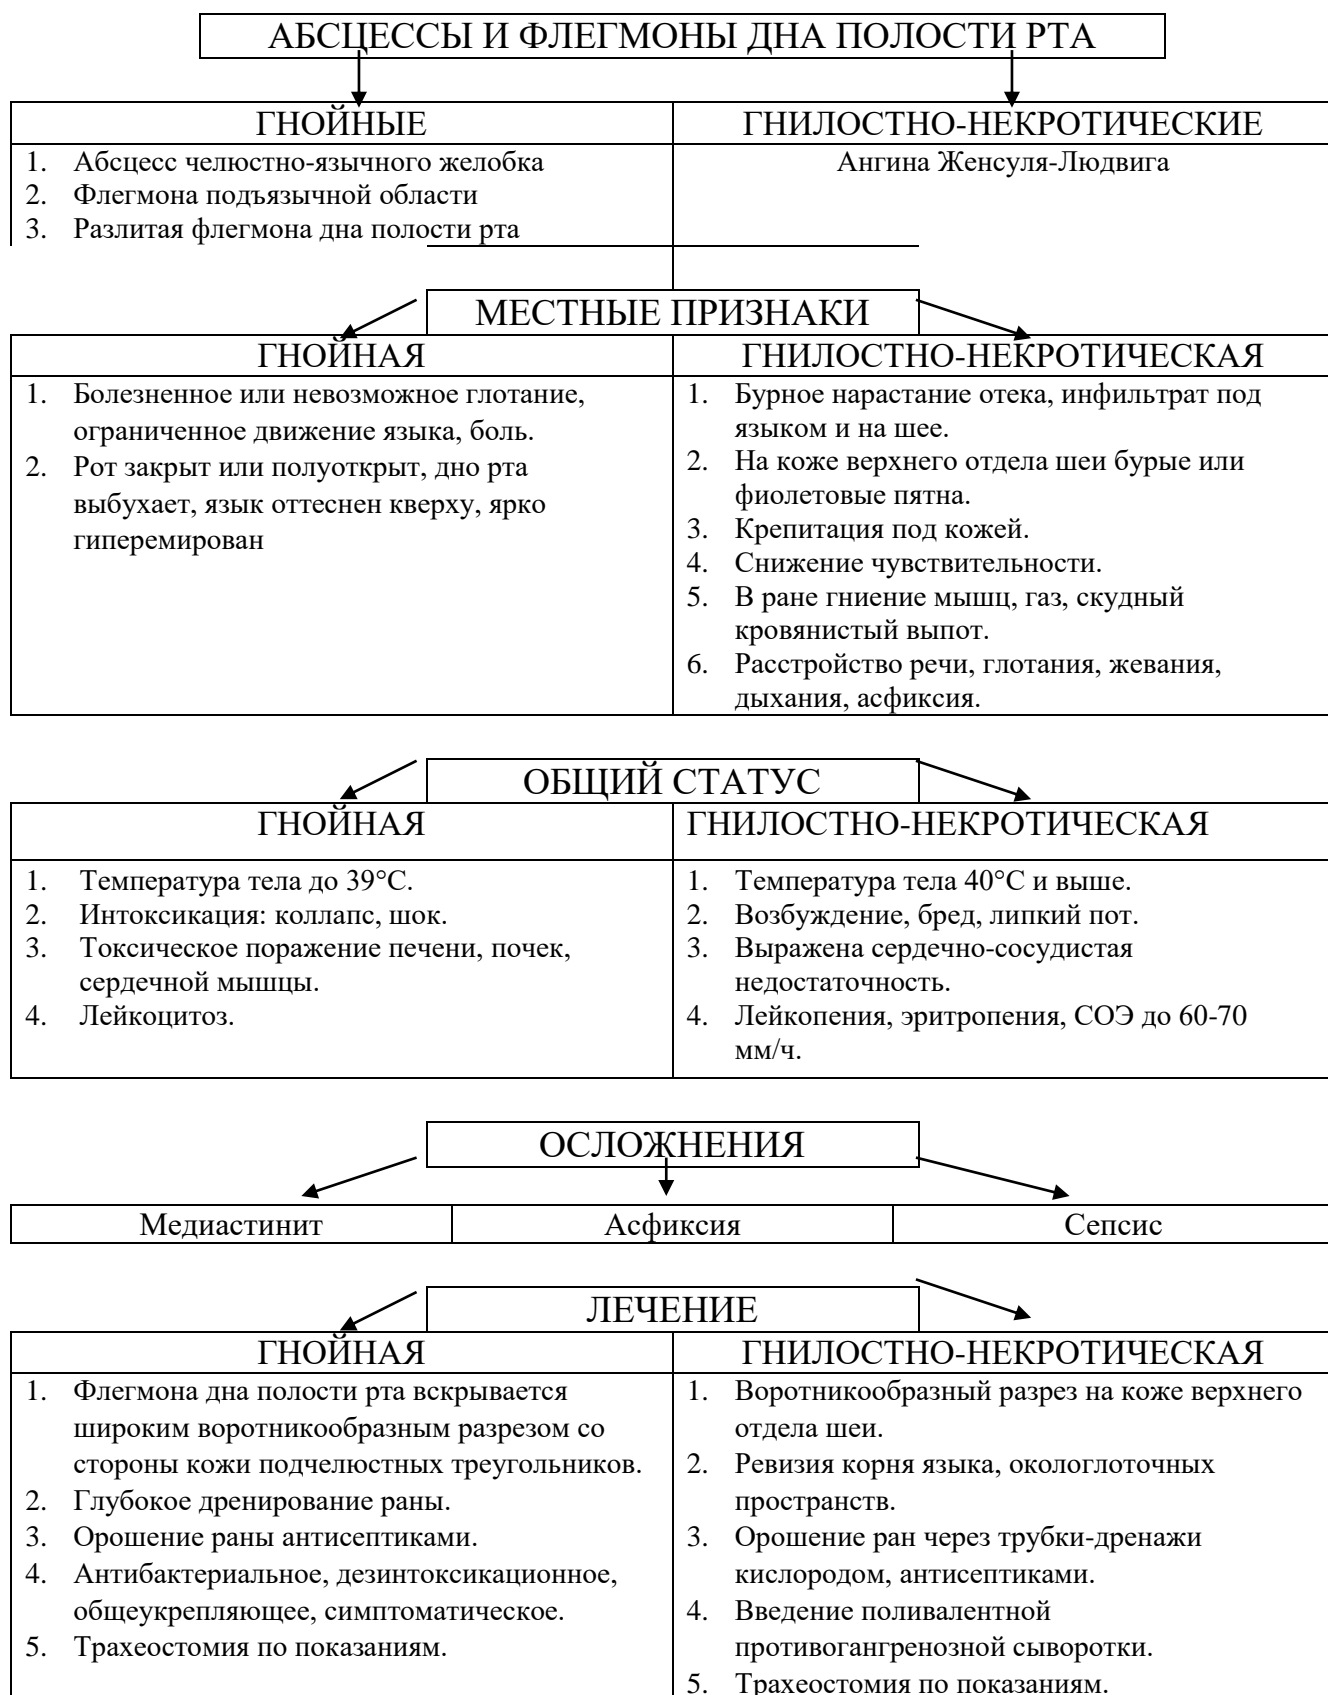 АБСЦЕССЫ И ФЛЕГМОНЫ ДНА ПОЛОСТИ РТА
ГНОЙНЫЕ
1. Абсцесс челюстно-язычного желобка
2. Флегмона подъязычной области
3. Разлитая флегмона дна полости рта
ГНИЛОСТНО-НЕКРОТИЧЕСКИЕ
Ангина Женсуля-Людвига
МЕСТНЫЕ ПРИЗНАКИ
ГНОЙНАЯ
1. Болезненное или невозможное глотание,
ограниченное движение языка, боль.
2. Рот закрыт или полуоткрыт, дно рта
выбухает, язык оттеснен кверху, ярко
гиперемирован
ГНИЛОСТНО-НЕКРОТИЧЕСКАЯ
1. Бурное нарастание отека, инфильтрат под
языком и на шее.
2. На коже верхнего отдела шеи бурые или
фиолетовые пятна.
3. Крепитация под кожей.
4. Снижение чувствительности.
5. В ране гниение мышц, газ, скудный
кровянистый выпот.
6. Расстройство речи, глотания, жевания,
дыхания, асфиксия.
ОБЩИЙ СТАТУС
ГНОЙНАЯ
1. Температура тела до 39°С.
2. Интоксикация: коллапс, шок.
3. Токсическое поражение печени, почек,
сердечной мышцы.
4. Лейкоцитоз.
ГНИЛОСТНО-НЕКРОТИЧЕСКАЯ
1. Температура тела 40°С и выше.
2. Возбуждение, бред, липкий пот.
3. Выражена сердечно-сосудистая
недостаточность.
4. Лейкопения, эритропения, СОЭ до 60-70
мм/ч.
ОСЛОЖНЕНИЯ
Медиастинит
Асфиксия
Сепсис
ЛЕЧЕНИЕ
ГНОЙНАЯ
1. Флегмона дна полости рта вскрывается
широким воротникообразным разрезом со
стороны кожи подчелюстных треугольников.
2. Глубокое дренирование раны.
3. Орошение раны антисептиками.
4. Антибактериальное, дезинтоксикационное,
общеукрепляющее, симптоматическое.
5. Трахеостомия по показаниям.
ГНИЛОСТНО-НЕКРОТИЧЕСКАЯ
1. Воротникообразный разрез на коже верхнего
отдела шеи.
2. Ревизия корня языка, окологлоточных
пространств.
3. Орошение ран через трубки-дренажи
кислородом, антисептиками.
4. Введение поливалентной
противогангренозной сыворотки.
5. Трахеостомия по показаниям.